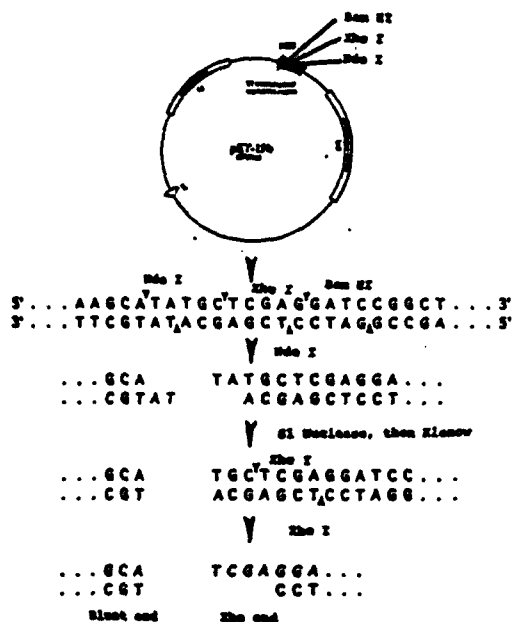 Bam HI
Xho I
Nde I
pET-15b
Nde I Xho I Bam HI
5'...AAGCATATGCTCGAGGATCCGGCT...3'
3'...TTCGTATACGAGCTCCTAGGCCGA...5'
Nde I
...GCA TATGCTCGAGGA...
...CGTAT ACGAGCTCCT...
S1 Nuclease, then Klenow
Xho I
...GCA TGCTCGAGGATCC...
...CGT ACGAGCTCCTAGG...
Xho I
...GCA TCGAGGA...
...CGT CCT...
Blunt end Xho end